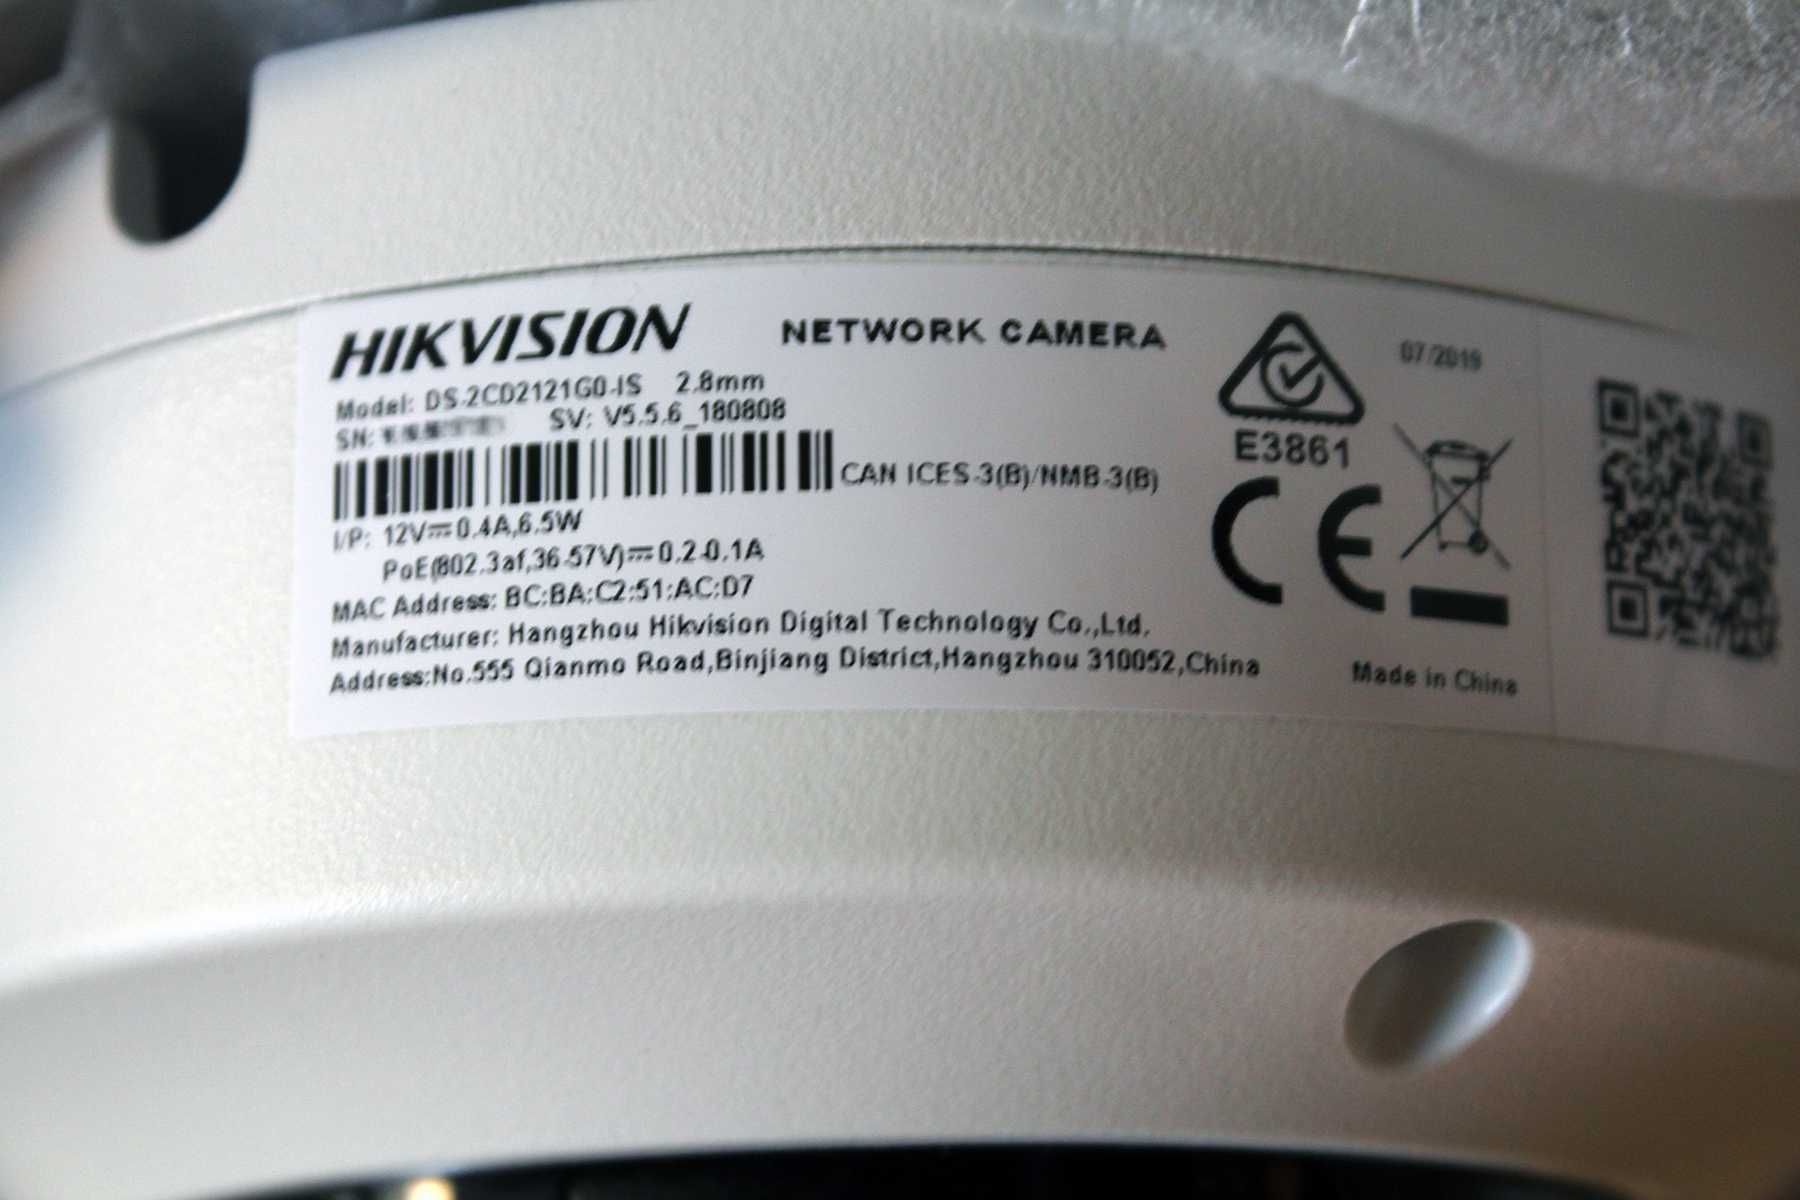 HIKVISION NETWORK CAMERA
Model: DS-2CD2121G0-IS 2.8mm
SN: SV: V5.5.6_180808
CAN ICES-3(B)/NMB-3(B)
I/P: 12V⎓0.4A,6.5W
PoE(802.3af,36-57V)⎓0.2-0.1A
MAC Address: BC:BA:C2:51:AC:D7
Manufacturer: Hangzhou Hikvision Digital Technology Co.,Ltd.
Address:No.555 Qianmo Road,Binjiang District,Hangzhou 310052,China
07/2019
E3861
CE
Made in China